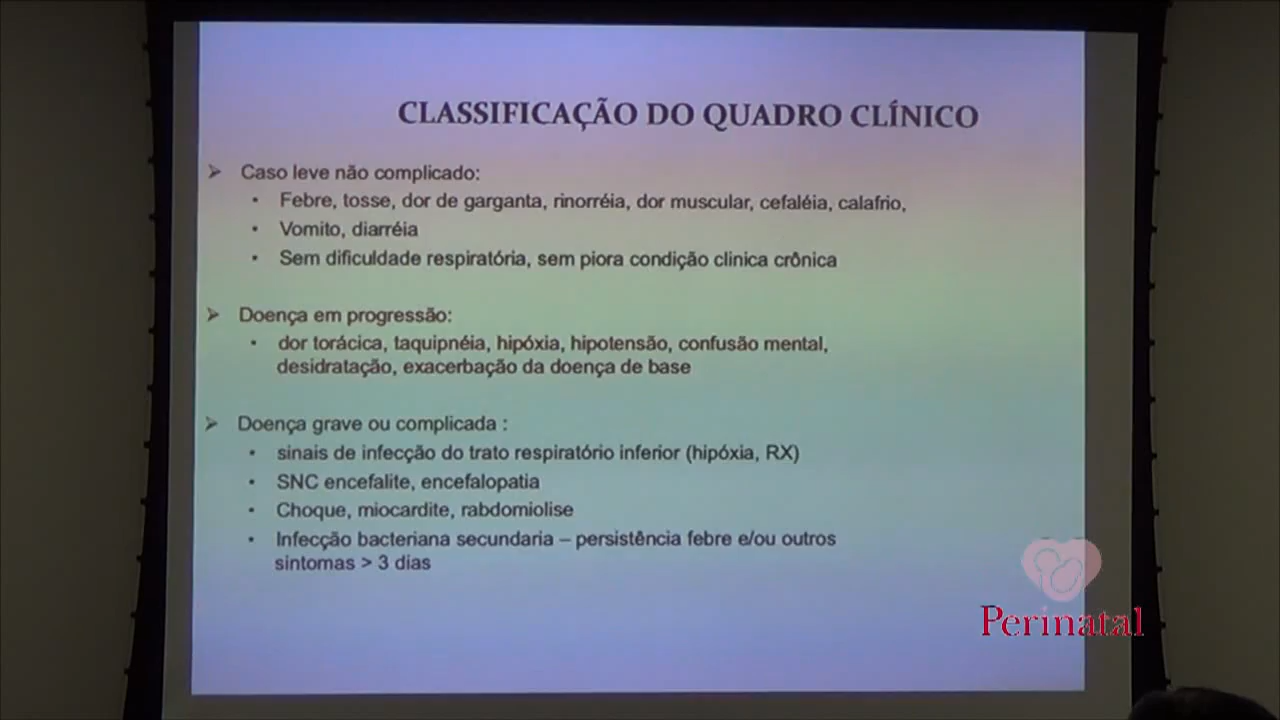 CLASSIFICAÇÃO DO QUADRO CLÍNICO
➢ Caso leve não complicado:
• Febre, tosse, dor de garganta, rinorréia, dor muscular, cefaléia, calafrio,
• Vomito, diarréia
• Sem dificuldade respiratória, sem piora condição clinica crônica
➢ Doença em progressão:
• dor torácica, taquipnéia, hipóxia, hipotensão, confusão mental,
desidratação, exacerbação da doença de base
➢ Doença grave ou complicada :
• sinais de infecção do trato respiratório inferior (hipóxia, RX)
• SNC encefalite, encefalopatia
• Choque, miocardite, rabdomiolise
• Infecção bacteriana secundaria – persistência febre e/ou outros
sintomas > 3 dias
Perinatal